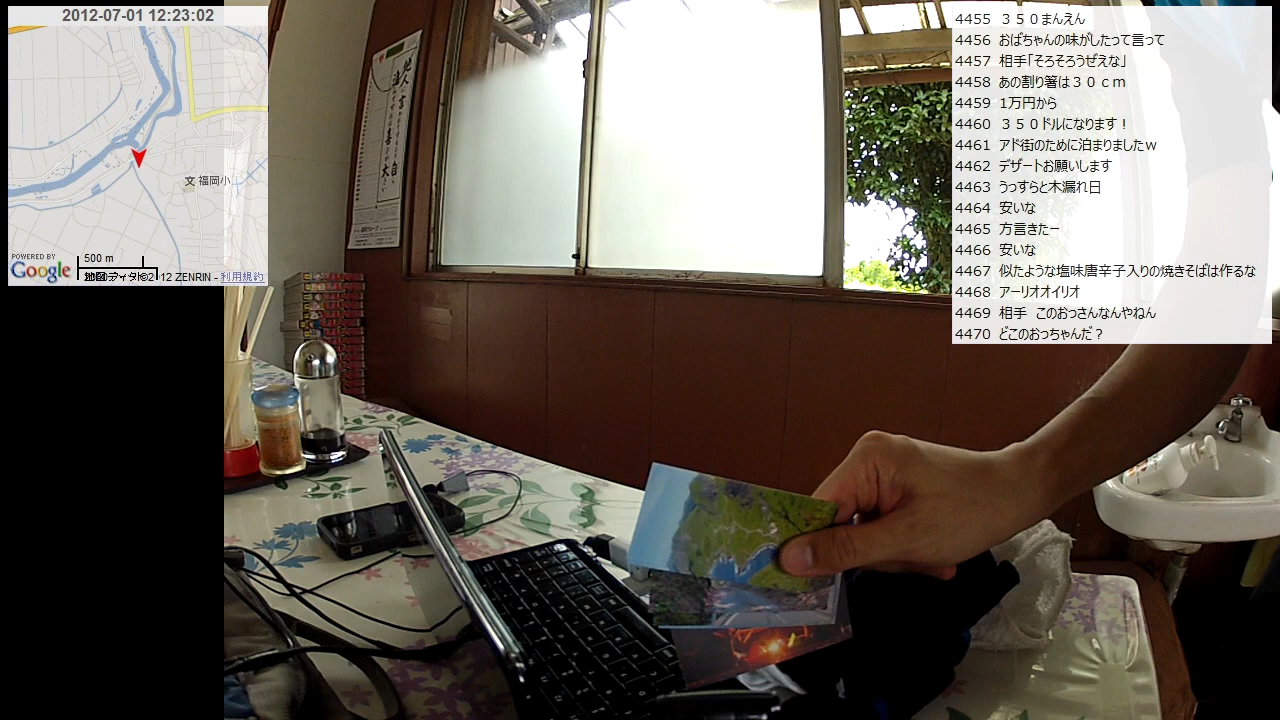 2012-07-01 12:23:02
文 福岡小
POWERED BY
Google
500 m
ZENRIN - 利用規約
4455 ３５０まんえん
4456 おばちゃんの味がしたって言って
4457 相手「そろそろうぜえな」
4458 あの割り箸は３０ｃｍ
4459 1万円から
4460 ３５０ドルになります！
4461 アド街のために泊まりましたｗ
4462 デザートお願いします
4463 うっすらと木漏れ日
4464 安いな
4465 方言きたー
4466 安いな
4467 似たような塩味唐辛子入りの焼きそばは作るな
4468 アーリオオイリオ
4469 相手　このおっさんなんやねん
4470 どこのおっちゃんだ？